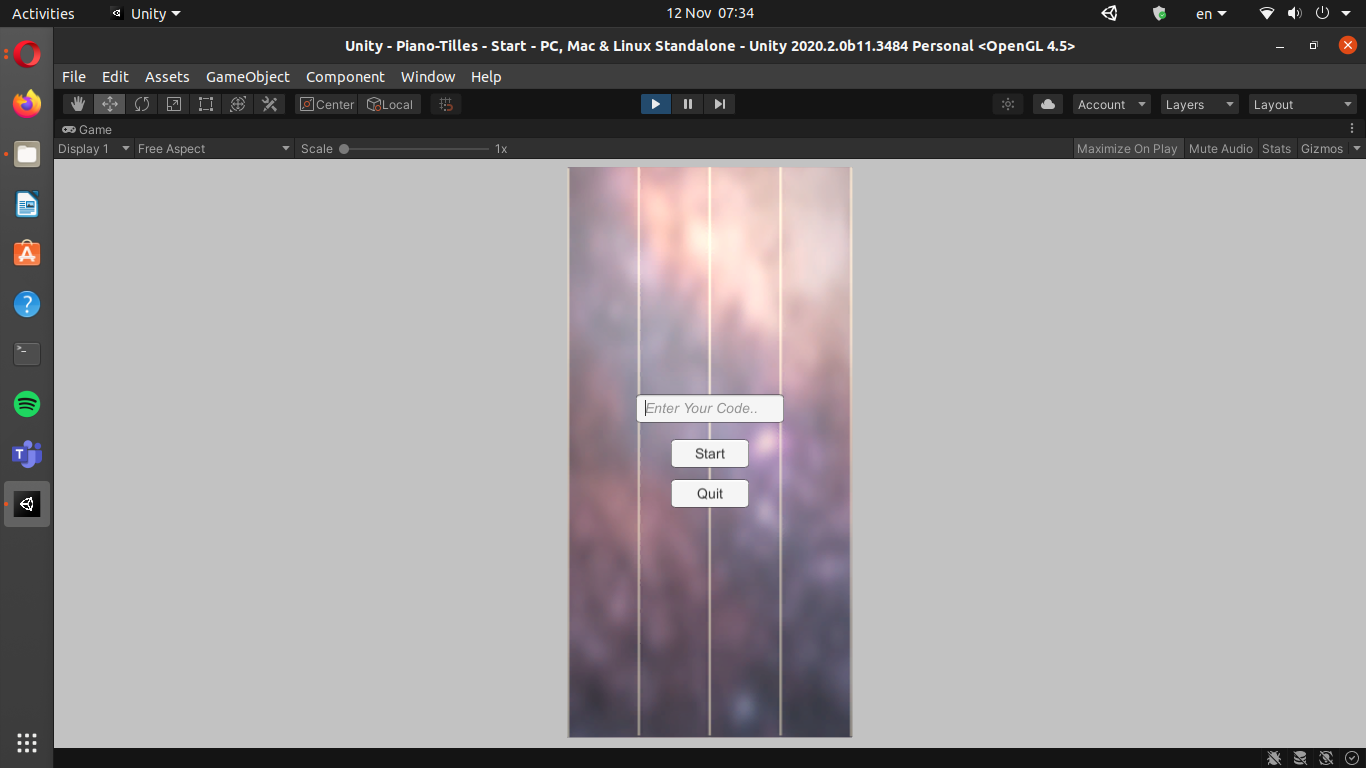 Activities Unity 12 Nov 07:34 en
Unity - Piano-Tilles - Start - PC, Mac & Linux Standalone - Unity 2020.2.0b11.3484 Personal <OpenGL 4.5>
File Edit Assets GameObject Component Window Help
Center Local Account Layers Layout
Game
Display 1 Free Aspect Scale 1x Maximize On Play Mute Audio Stats Gizmos
Enter Your Code..
Start
Quit